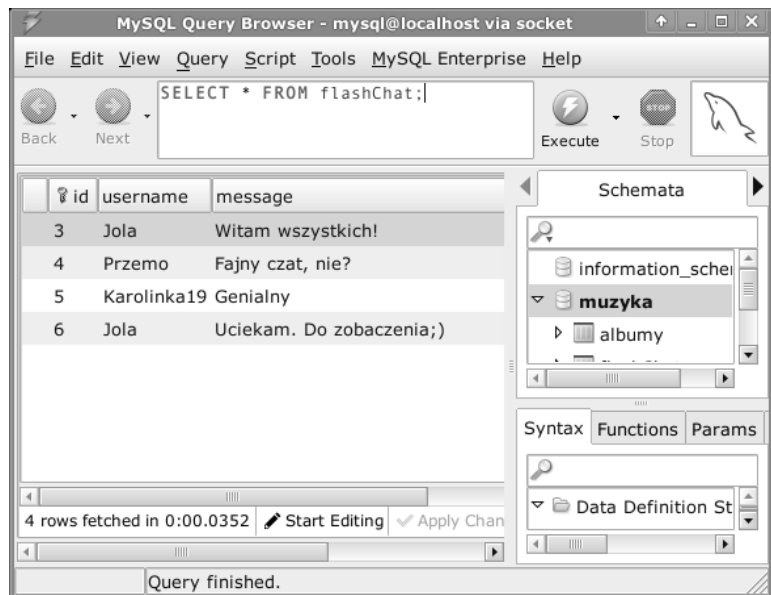 MySQL Query Browser - mysql@localhost via socket
File Edit View Query Script Tools MySQL Enterprise Help
SELECT * FROM flashChat;
Back
Next
Execute
STOP
Stop
id username message
3 Jola Witam wszystkich!
4 Przemo Fajny czat, nie?
5 Karolinka19 Genialny
6 Jola Uciekam. Do zobaczenia;)
4 rows fetched in 0:00.0352 Start Editing Apply Chan
Schemata
information_scher
muzyka
albumy
Syntax Functions Params
Data Definition St
Query finished.